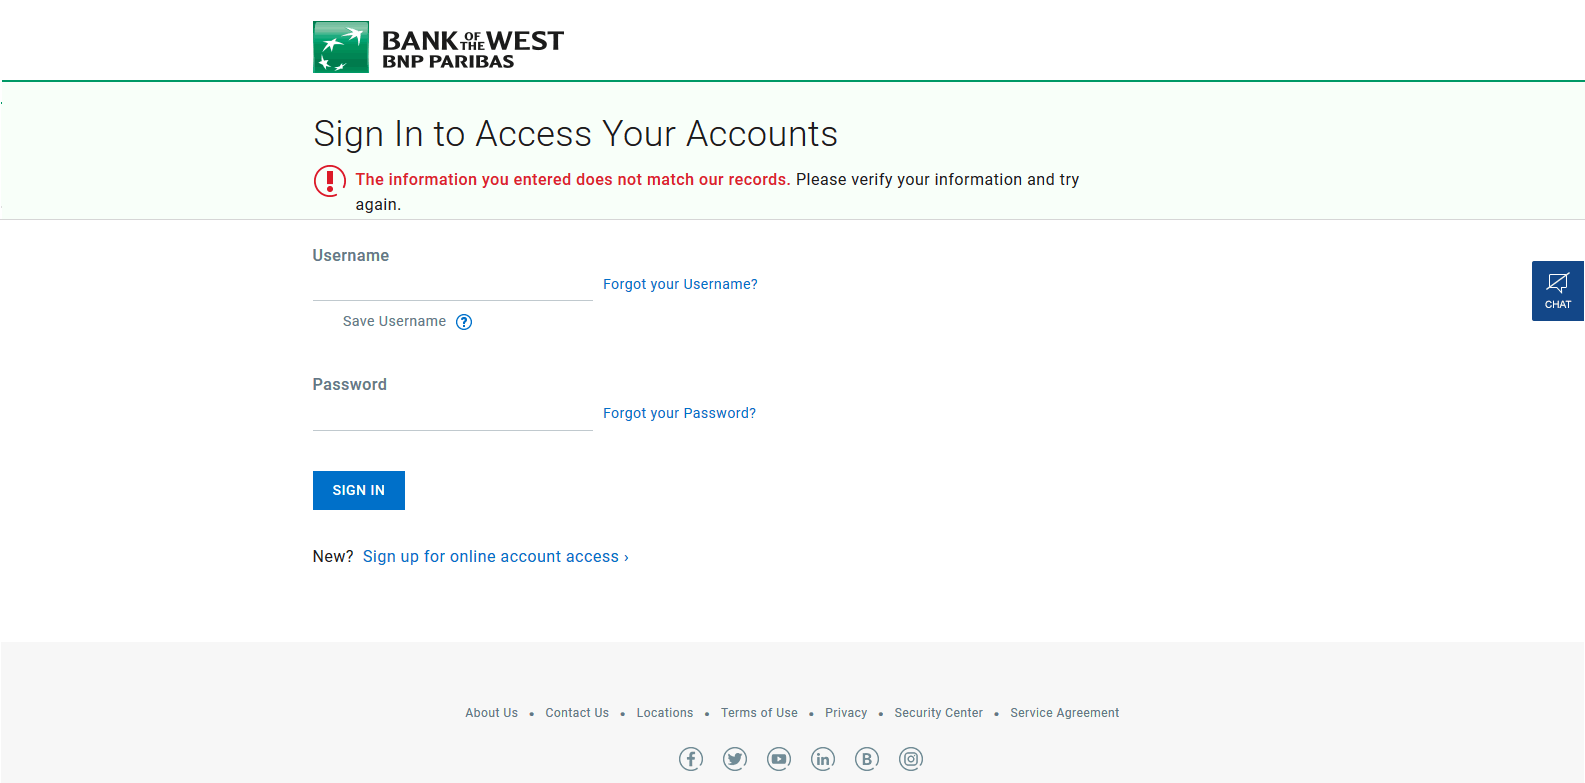 BANK OF THE WEST
BNP PARIBAS
Sign In to Access Your Accounts
The information you entered does not match our records. Please verify your information and try
again.
Username
Forgot your Username?
Save Username ?
CHAT
Password
Forgot your Password?
SIGN IN
New? Sign up for online account access ›
About Us • Contact Us • Locations • Terms of Use • Privacy • Security Center • Service Agreement